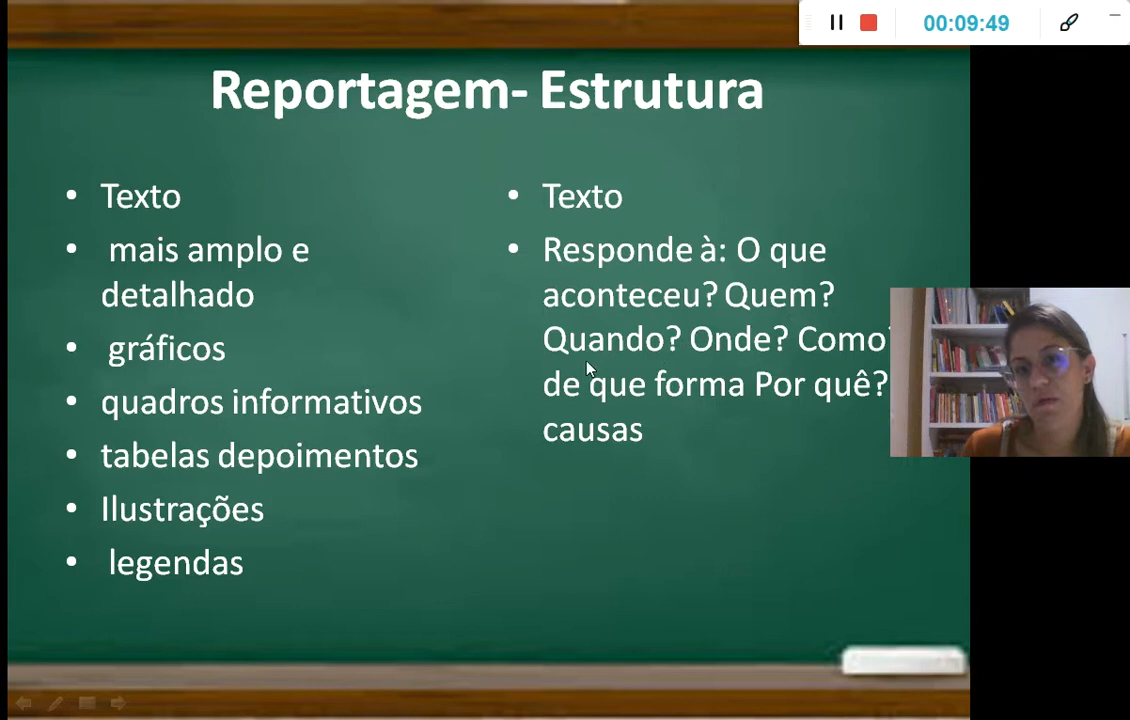 00:09:49
Reportagem- Estrutura
• Texto
• mais amplo e
detalhado
• gráficos
• quadros informativos
• tabelas depoimentos
• Ilustrações
• legendas
• Texto
• Responde à: O que
aconteceu? Quem?
Quando? Onde? Como?
de que forma Por quê?
causas